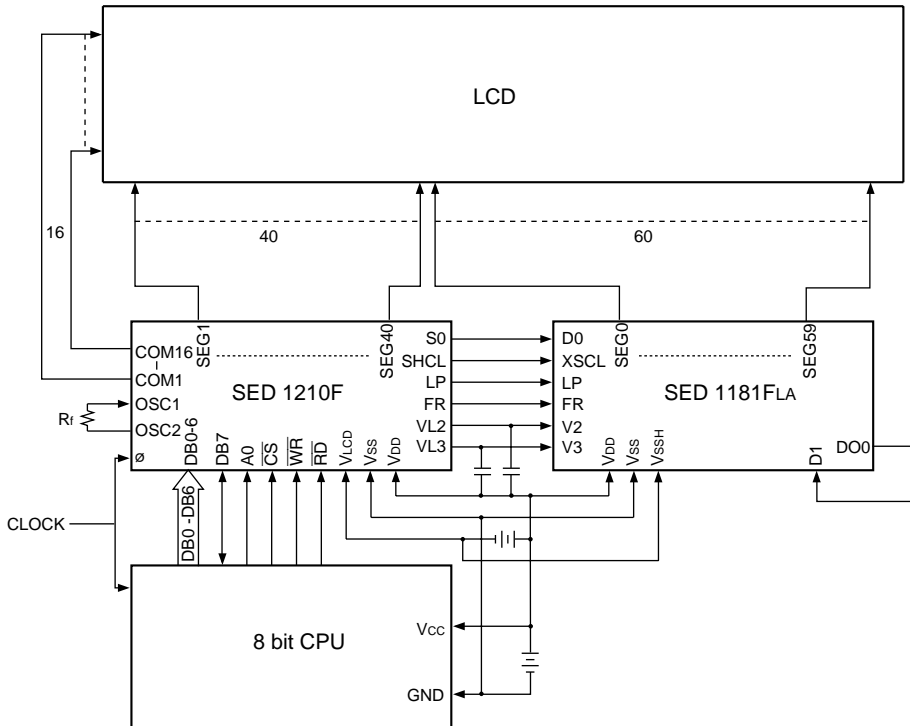 LCD
16
40
60
SEG1
SEG40
SEG0
SEG59
COM16
–
COM1
OSC1
OSC2
ø
Rf
SED 1210F
S0
SHCL
LP
FR
VL2
VL3
D0
XSCL
LP
FR
V2
V3
SED 1181FLA
DO0
DB0-6
DB7
A0
CS
WR
RD
VLCD
VSS
VDD
VDD
VSS
VSSH
D1
CLOCK
DB0 -DB6
8 bit CPU
VCC
GND